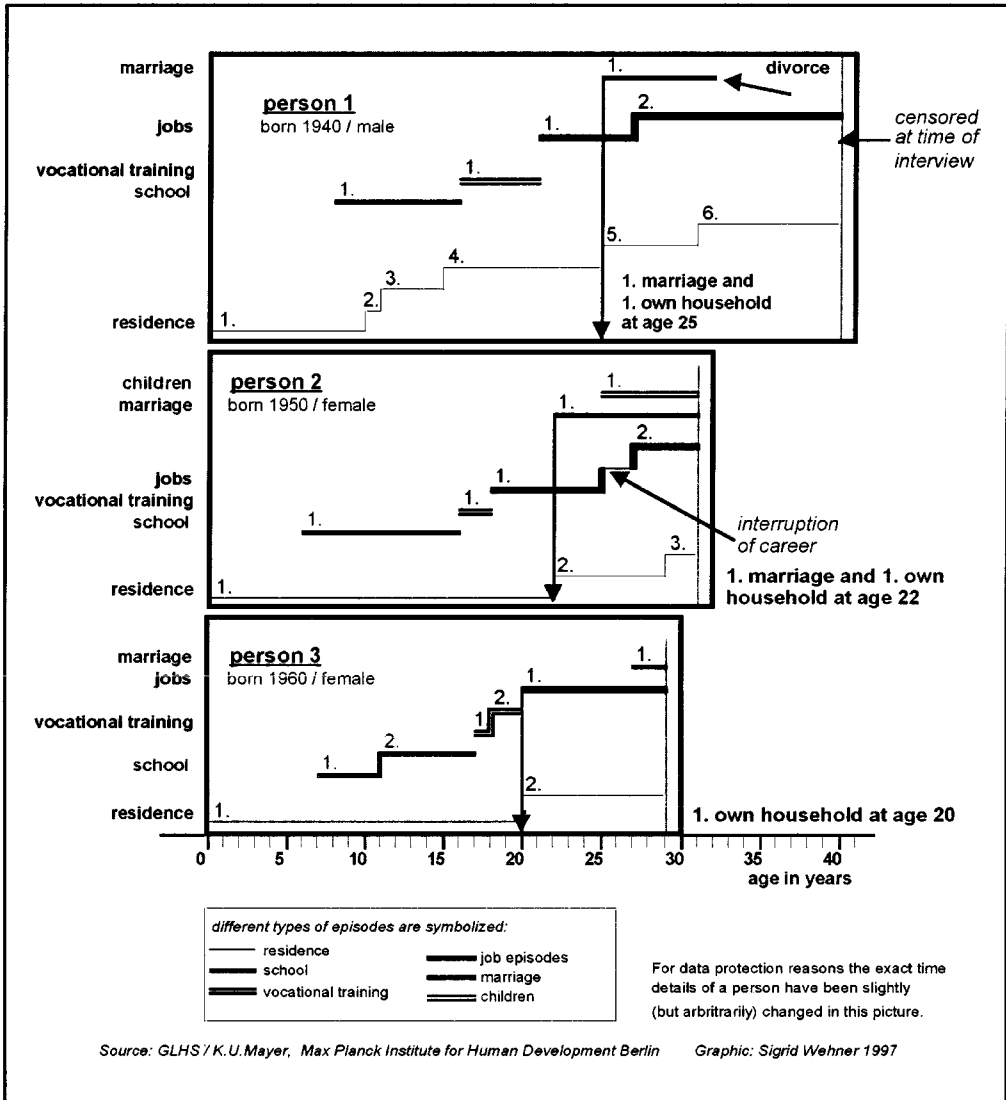 marriage
1.
divorce
person 1
born 1940 / male
2.
jobs
1.
censored
at time of
interview
vocational training
1.
school
1.
6.
5.
4.
3.
1. marriage and
1. own household
at age 25
2.
residence
1.
children
person 2
1.
marriage
born 1950 / female
1.
2.
jobs
1.
vocational training
1.
school
1.
interruption
of career
3.
2.
1. marriage and 1. own
household at age 22
residence
1.
marriage
person 3
1.
jobs
born 1960 / female
1.
2.
vocational training
1
2.
school
1.
2.
residence
1.
1. own household at age 20
0 5 10 15 20 25 30 35 40
age in years
different types of episodes are symbolized:
residence
job episodes
school
marriage
vocational training
children
For data protection reasons the exact time
details of a person have been slightly
(but arbritrarily) changed in this picture.
Source: GLHS / K.U.Mayer, Max Planck Institute for Human Development Berlin Graphic: Sigrid Wehner 1997